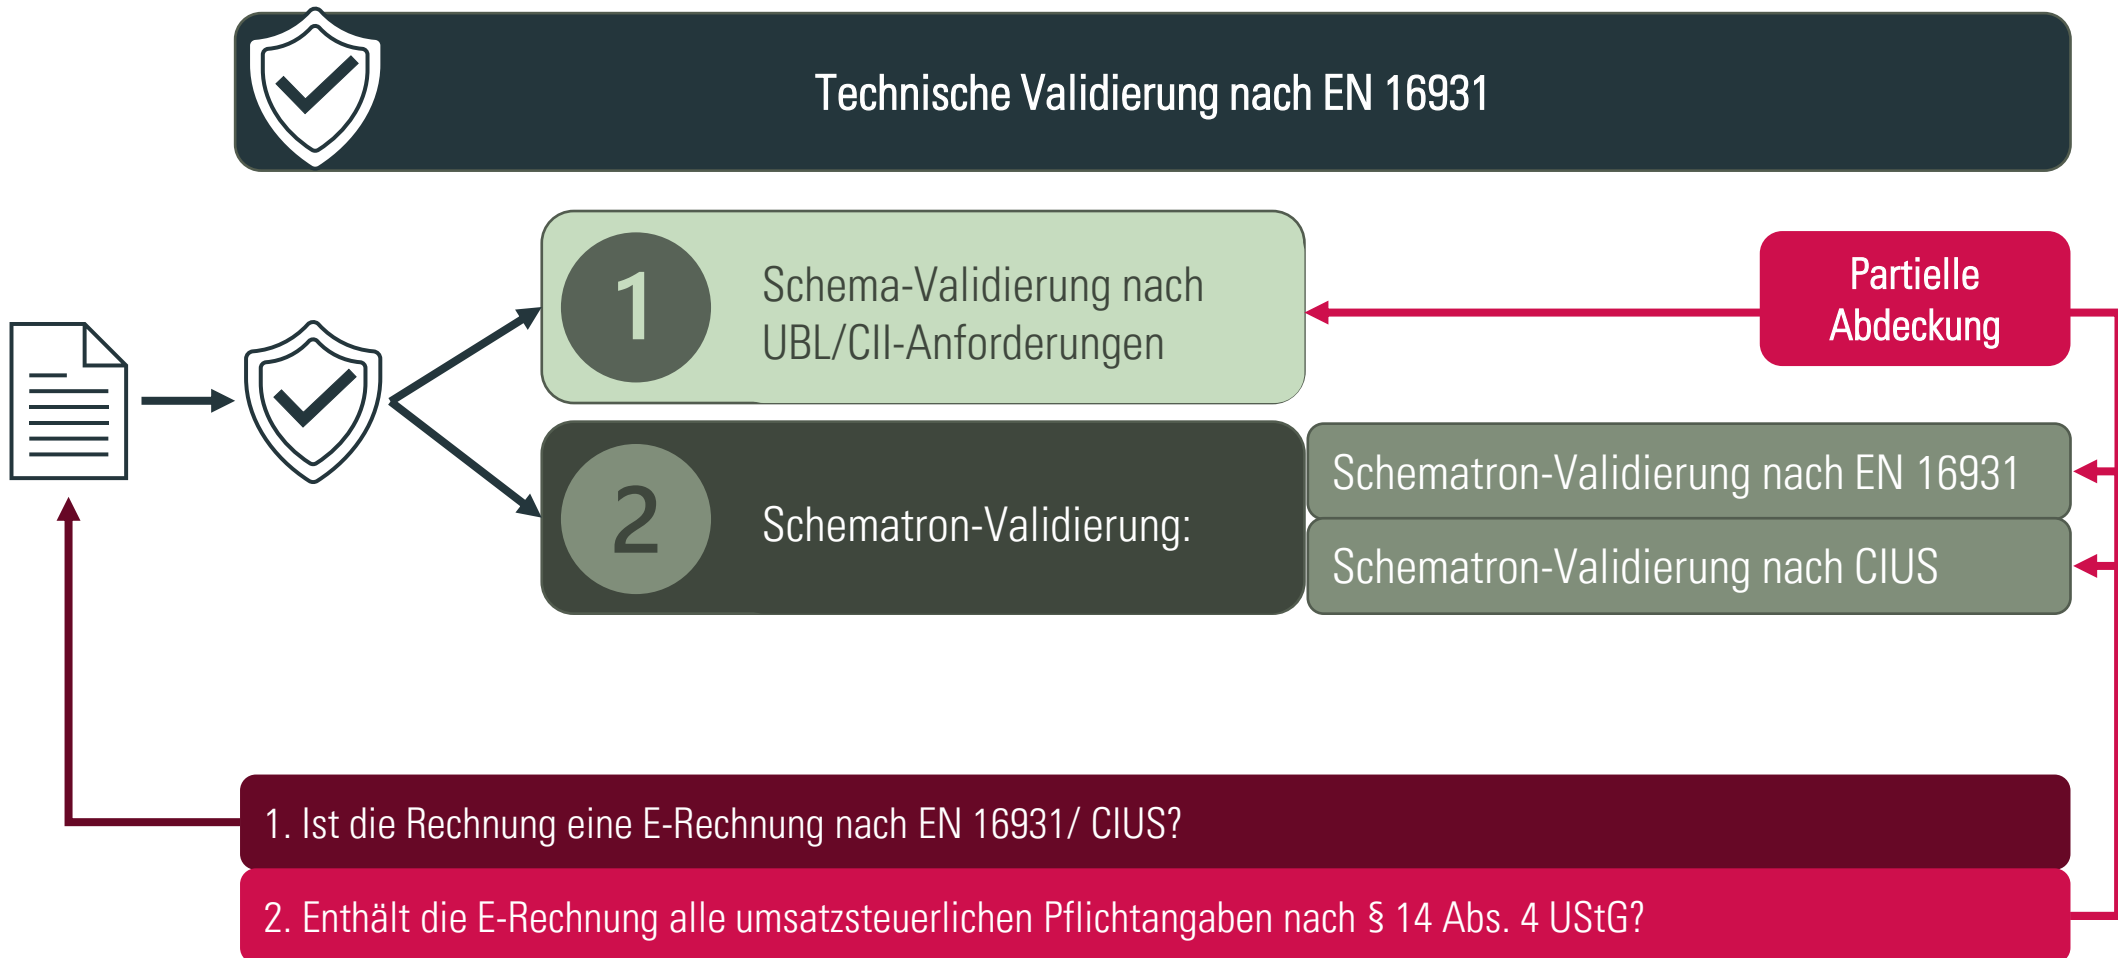 Technische Validierung nach EN 16931
1
Schema-Validierung nach
UBL/CII-Anforderungen
Partielle
Abdeckung
2
Schematron-Validierung:
Schematron-Validierung nach EN 16931
Schematron-Validierung nach CIUS
1. Ist die Rechnung eine E-Rechnung nach EN 16931/ CIUS?
2. Enthält die E-Rechnung alle umsatzsteuerlichen Pflichtangaben nach § 14 Abs. 4 UStG?